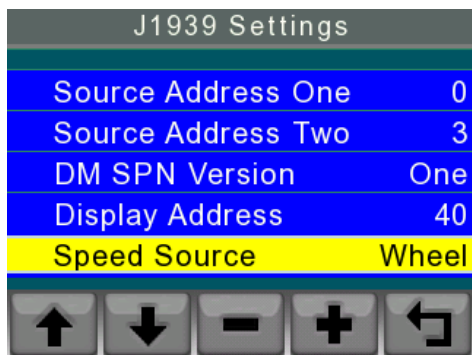 J1939 Settings
Source Address One 0
Source Address Two 3
DM SPN Version One
Display Address 40
Speed Source Wheel